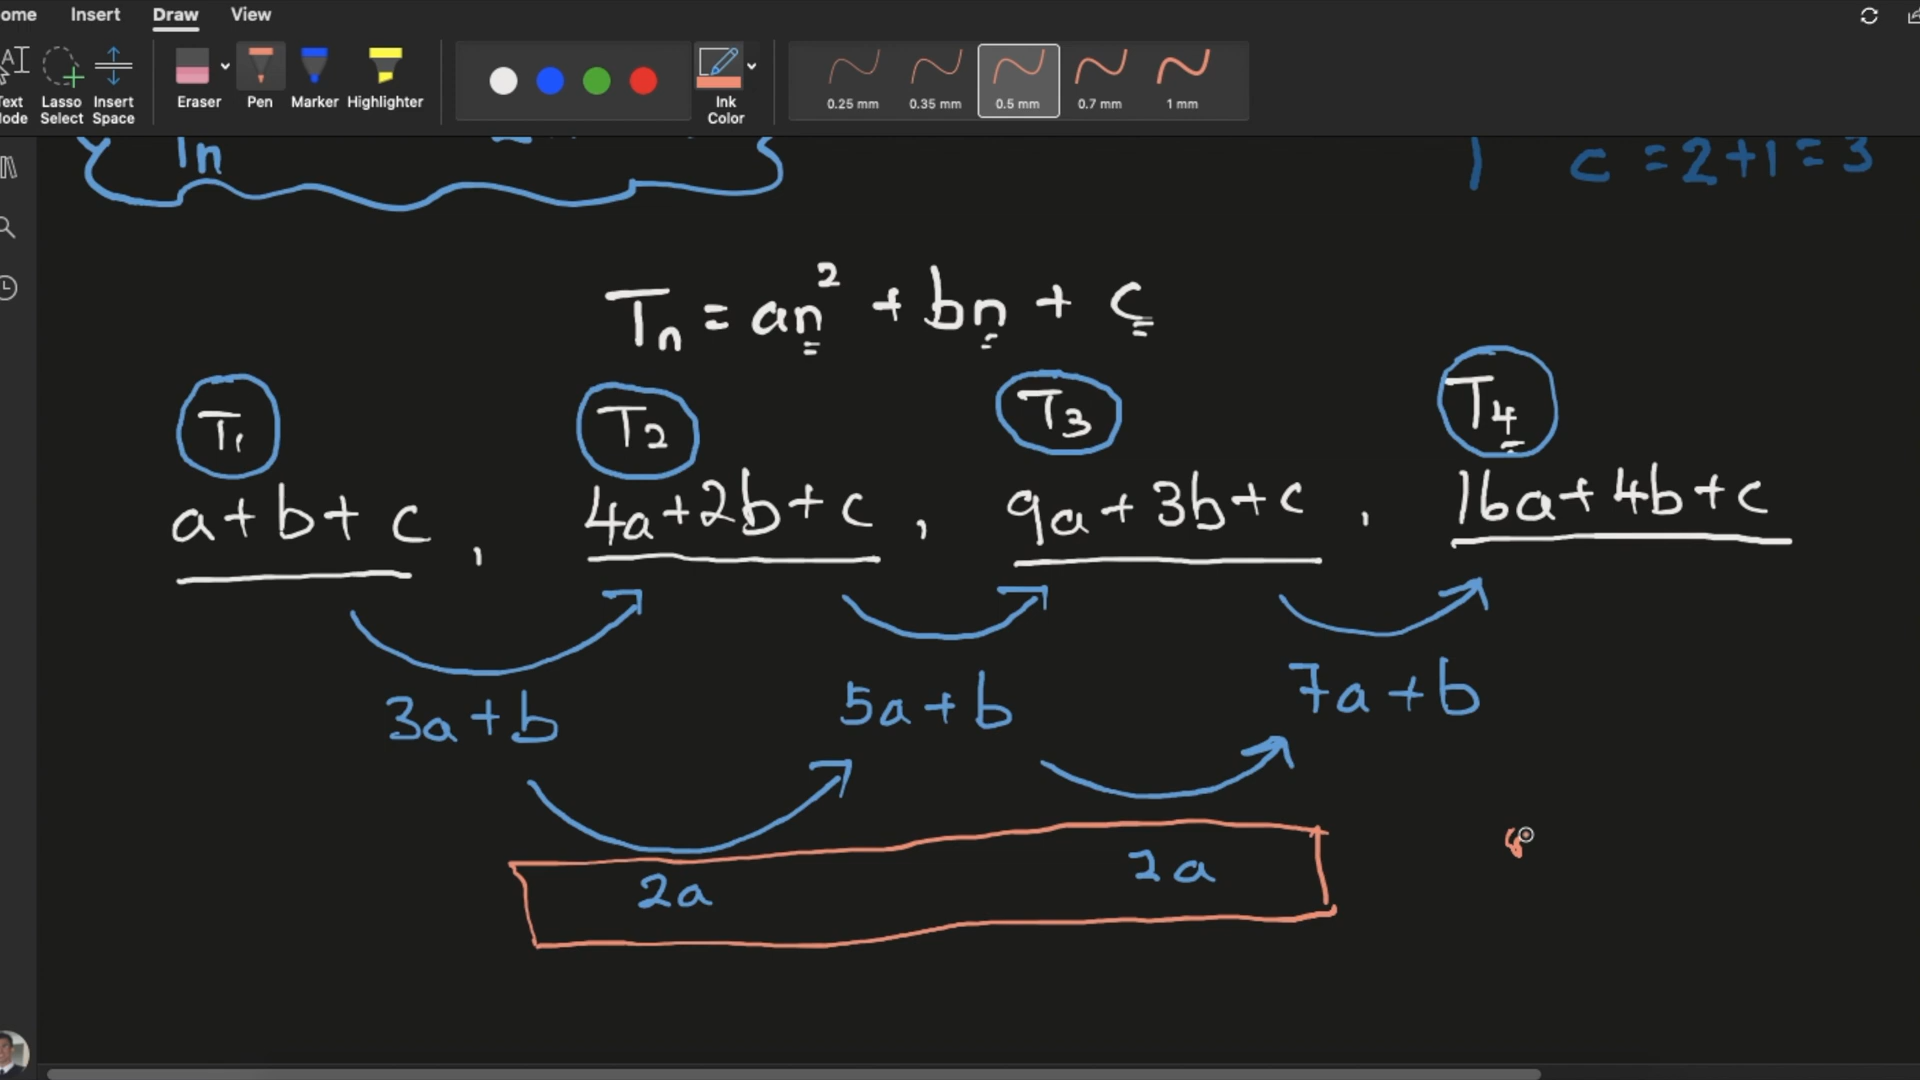 Home Insert Draw View
Text Mode Lasso Select Insert Space Eraser Pen Marker Highlighter Ink Color 0.25 mm 0.35 mm 0.5 mm 0.7 mm 1 mm
Tn
c = 2+1 = 3
Tn = an² + bn + c
T1 T2 T3 T4
a+b+c , 4a+2b+c , 9a+3b+c , 16a+4b+c
3a+b 5a+b 7a+b
2a 2a